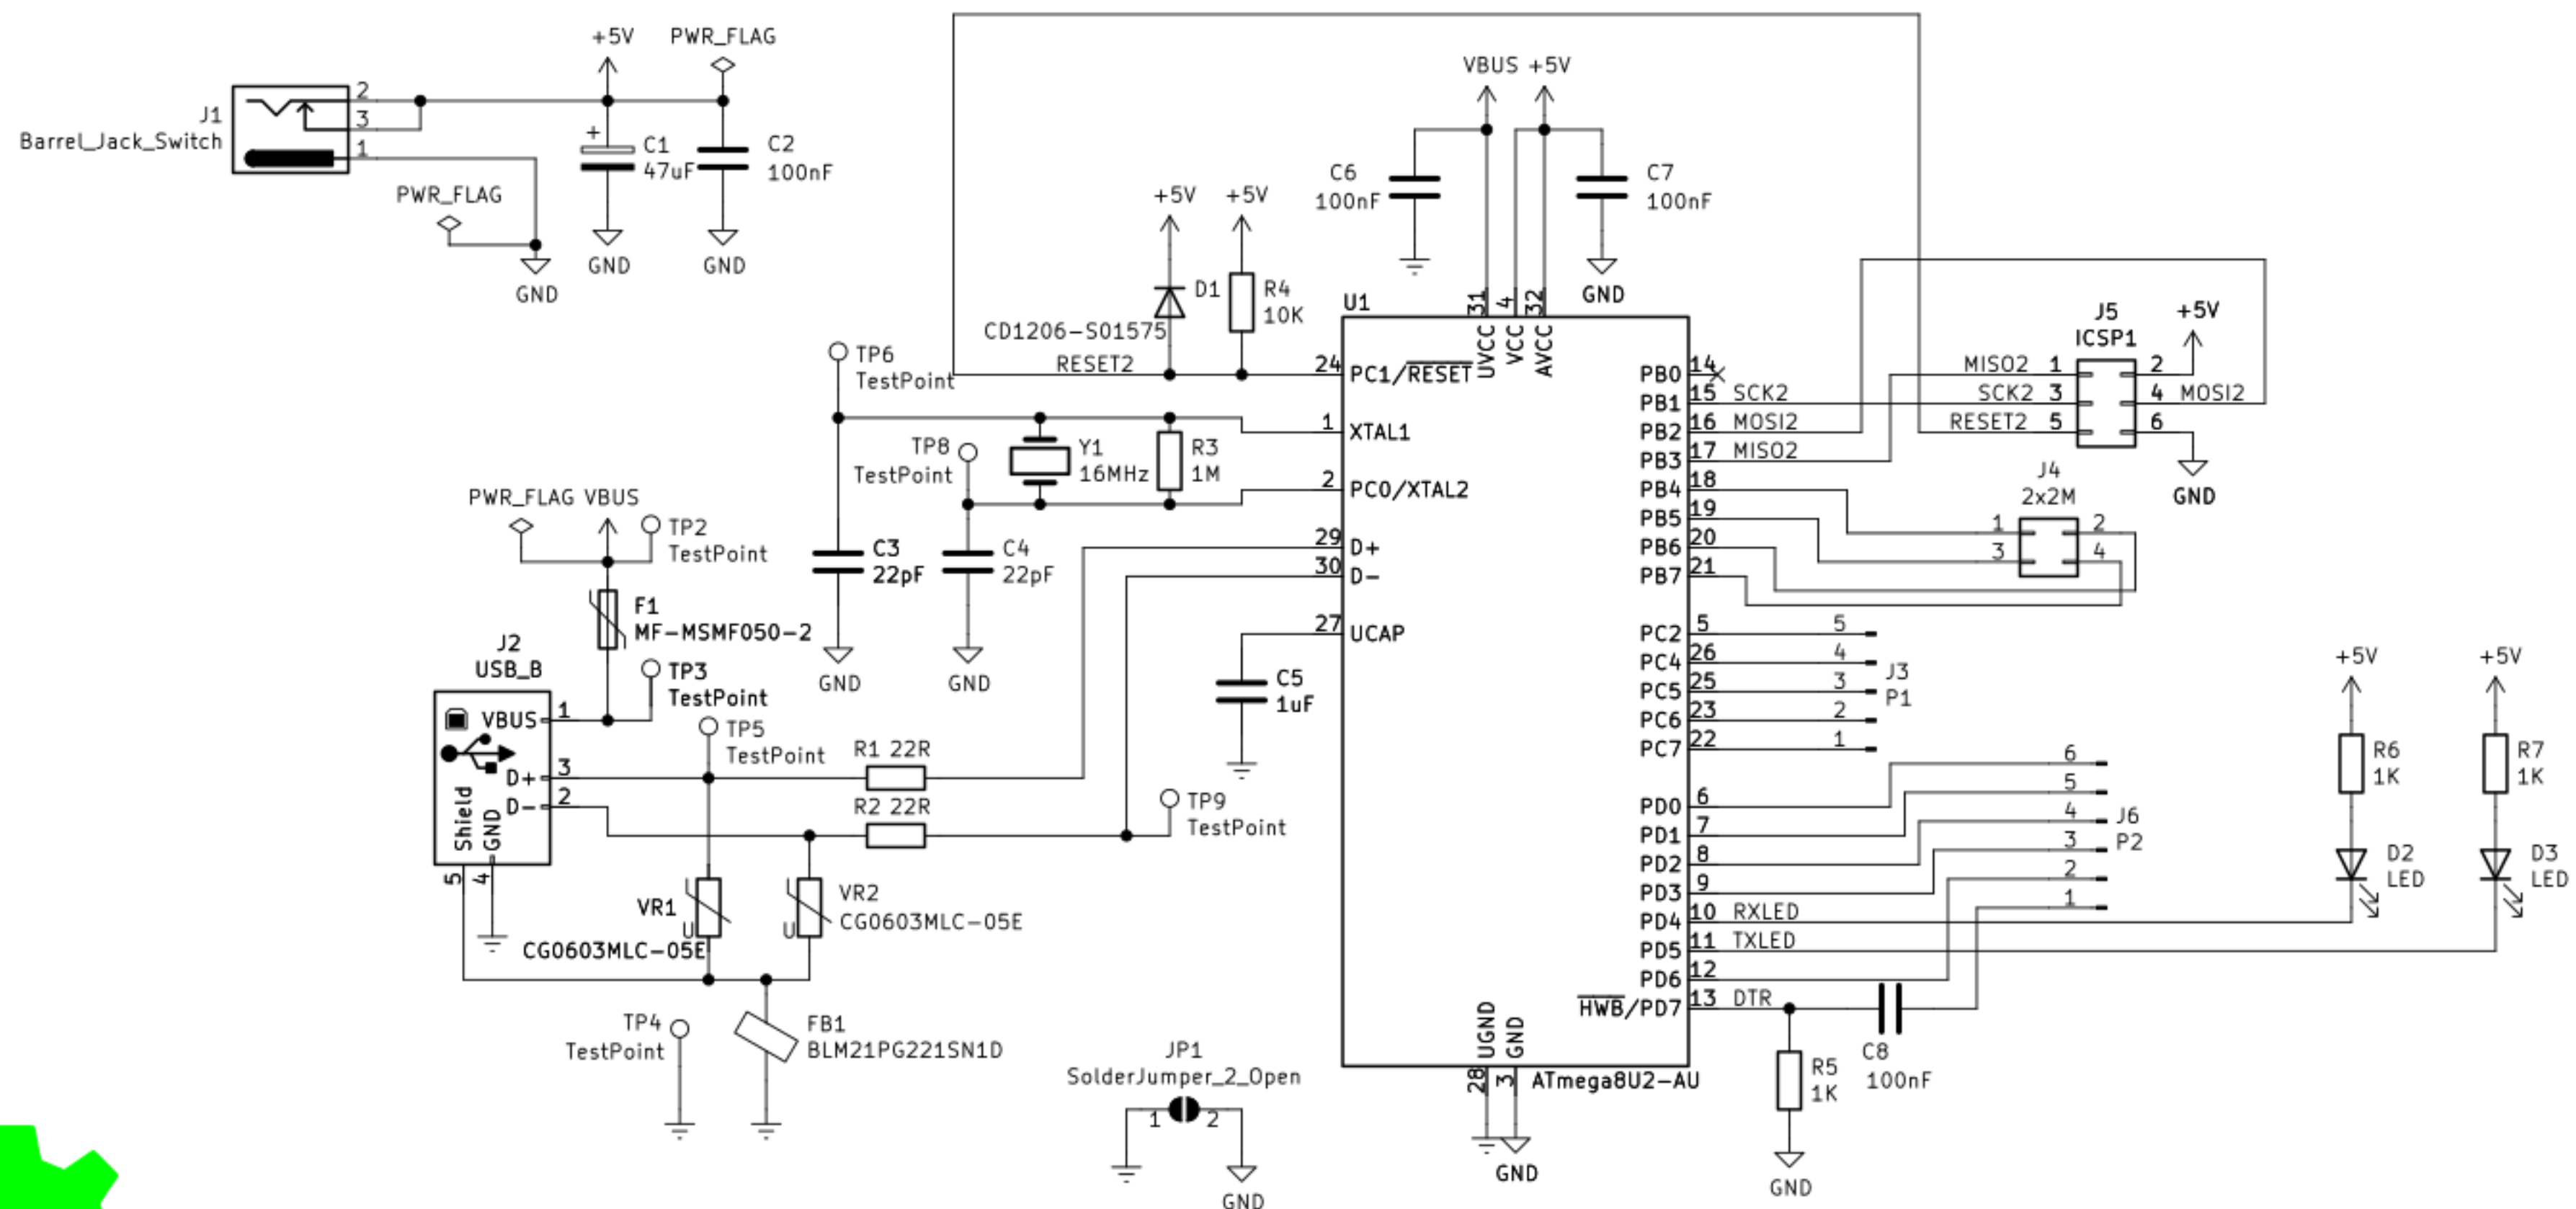 +5V
PWR_FLAG
J1
Barrel_Jack_Switch
2
3
1
+
C1
47uF
C2
100nF
PWR_FLAG
GND
GND
GND
VBUS
+5V
C6
100nF
C7
100nF
GND
+5V
+5V
D1
CD1206-S01575
R4
10K
RESET2
TP6
TestPoint
TP8
TestPoint
Y1
16MHz
R3
1M
C3
22pF
C4
22pF
GND
GND
C5
1uF
PWR_FLAG
VBUS
TP2
TestPoint
F1
MF-MSMF050-2
TP3
TestPoint
J2
USB_B
VBUS
1
D+
3
D-
2
Shield
GND
5
4
TP5
TestPoint
R1 22R
R2 22R
TP9
TestPoint
VR1
U
CG0603MLC-05E
VR2
U
CG0603MLC-05E
TP4
TestPoint
FB1
BLM21PG221SN1D
JP1
SolderJumper_2_Open
1
2
GND
U1
31
4
32
UVCC
VCC
AVCC
24
PC1/RESET
1
XTAL1
2
PC0/XTAL2
29
D+
30
D-
27
UCAP
PB0
14
PB1
15
SCK2
PB2
16
MOSI2
PB3
17
MISO2
PB4
18
PB5
19
PB6
20
PB7
21
PC2
5
PC4
26
PC5
25
PC6
23
PC7
22
PD0
6
PD1
7
PD2
8
PD3
9
PD4
10
RXLED
PD5
11
TXLED
PD6
12
HWB/PD7
13
DTR
UGND
GND
28
3
ATmega8U2-AU
GND
J5
ICSP1
+5V
MISO2
1
2
SCK2
3
4
MOSI2
RESET2
5
6
GND
J4
2x2M
1
2
3
4
5
4
3
2
1
J3
P1
6
5
4
3
2
1
J6
P2
C8
100nF
R5
1K
GND
+5V
R6
1K
D2
LED
+5V
R7
1K
D3
LED